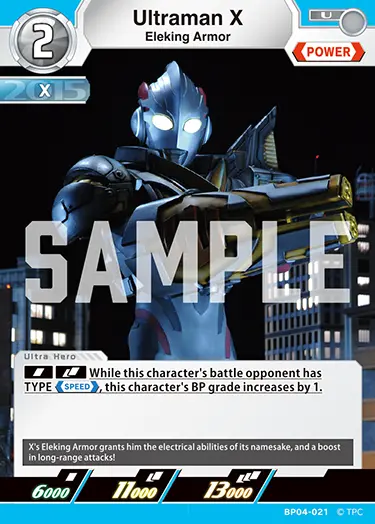 2
Ultraman X
Eleking Armor
U
POWER
X
2015
SAMPLE
Ultra Hero
While this character's battle opponent has
TYPE SPEED, this character's BP grade increases by 1.
X's Eleking Armor grants him the electrical abilities of its namesake, and a boost
in long-range attacks!
6000 11000 13000
BP04-021 © TPC